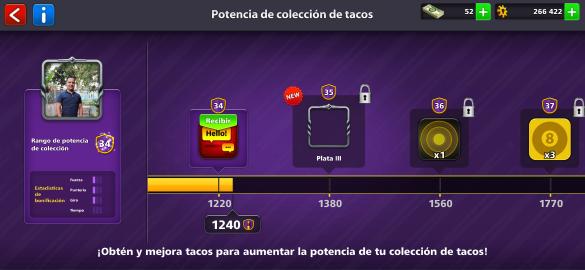 Potencia de colección de tacos
52
266 422
34
Recibir
Hello!
NEW
35
Plata III
36
x1
37
8
x3
Rango de potencia
de colección
34
Estadísticas
de
bonificación
Fuerza
Puntería
Giro
Tiempo
1220
1380
1560
1770
1240
¡Obtén y mejora tacos para aumentar la potencia de tu colección de tacos!